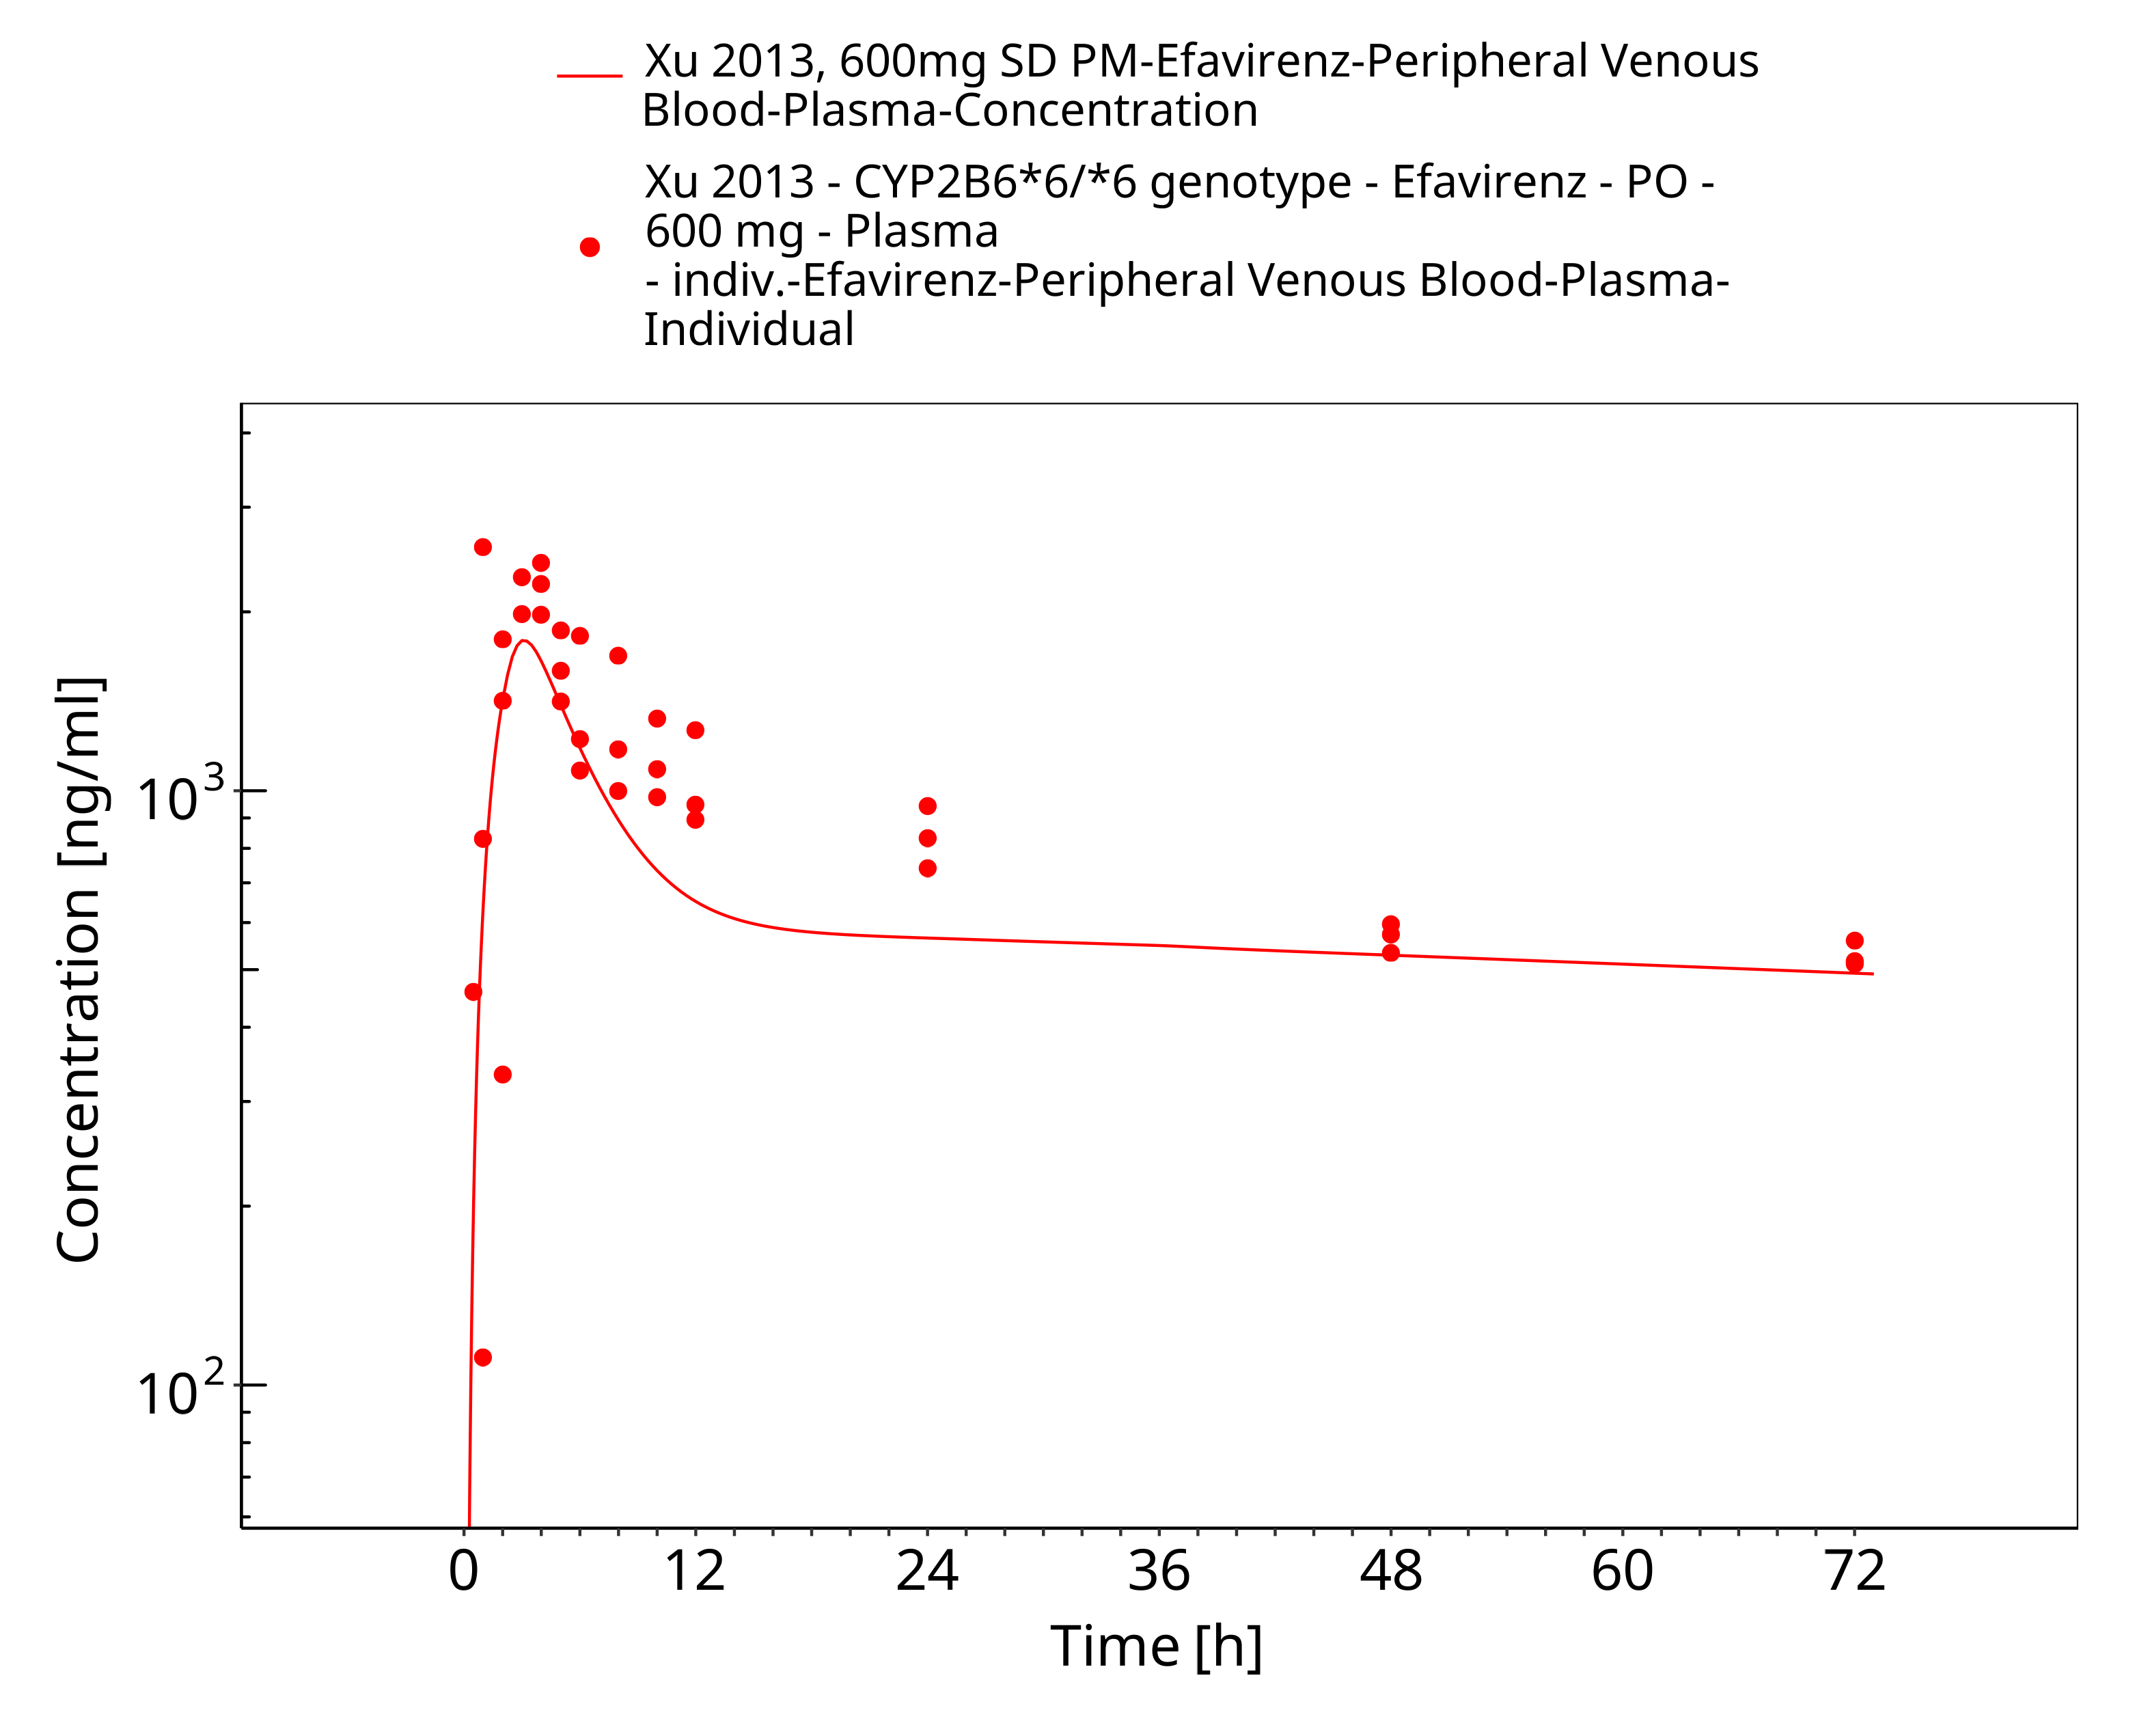 Xu 2013, 600mg SD PM-Efavirenz-Peripheral Venous
Blood-Plasma-Concentration
Xu 2013 - CYP2B6*6/*6 genotype - Efavirenz - PO -
600 mg - Plasma
- indiv.-Efavirenz-Peripheral Venous Blood-Plasma-
Individual
Concentration [ng/ml]
10³
10²
0 12 24 36 48 60 72
Time [h]